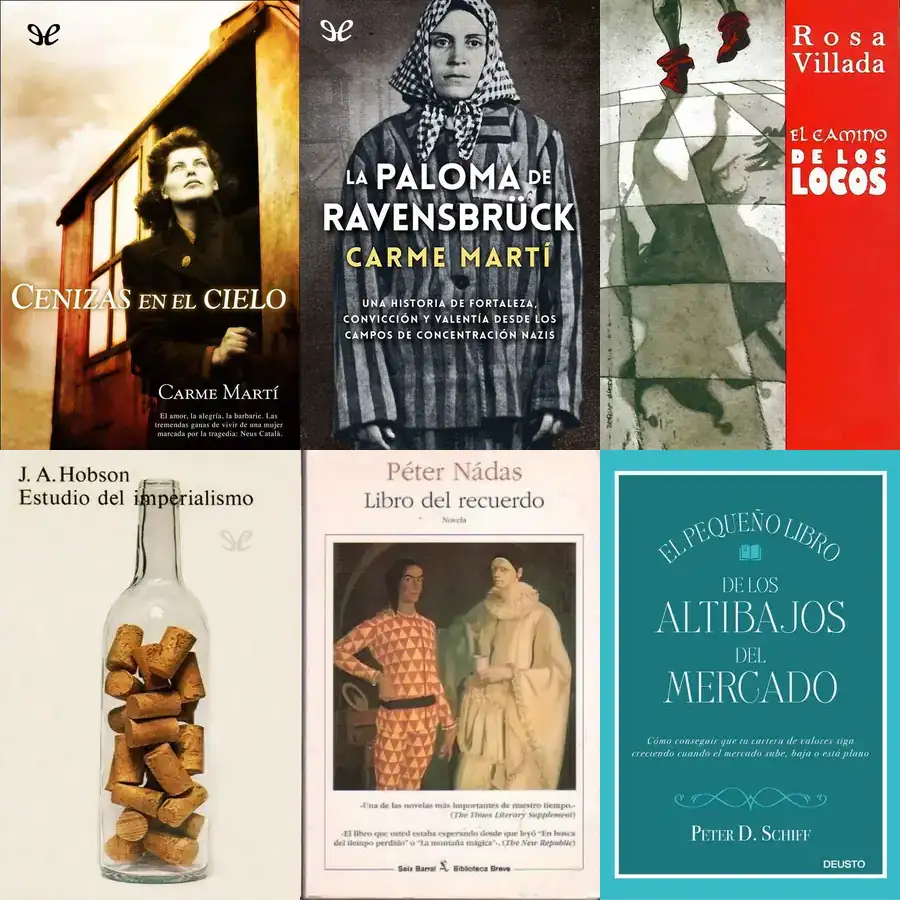 CENIZAS EN EL CIELO
CARME MARTÍ
El amor, la alegría, la barbarie. Las
tremendas ganas de vivir de una mujer
marcada por la tragedia: Neus Català.
LA PALOMA DE
RAVENSBRÜCK
CARME MARTÍ
UNA HISTORIA DE FORTALEZA,
CONVICCIÓN Y VALENTÍA DESDE LOS
CAMPOS DE CONCENTRACIÓN NAZIS
Rosa
Villada
EL CAMINO
DE LOS
LOCOS
J. A. Hobson
Estudio del imperialismo
Péter Nádas
Libro del recuerdo
Novela
«Una de las novelas más importantes de nuestro tiempo.»
(The Times Literary Supplement)
«El libro que usted estaba esperando desde que leyó "En busca
del tiempo perdido" o "La montaña mágica".» (The New Republic)
Seix Barral Biblioteca Breve
EL PEQUEÑO LIBRO
DE LOS
ALTIBAJOS
DEL
MERCADO
Cómo conseguir que tu cartera de valores siga
creciendo cuando el mercado sube, baja o está plano
PETER D. SCHIFF
DEUSTO